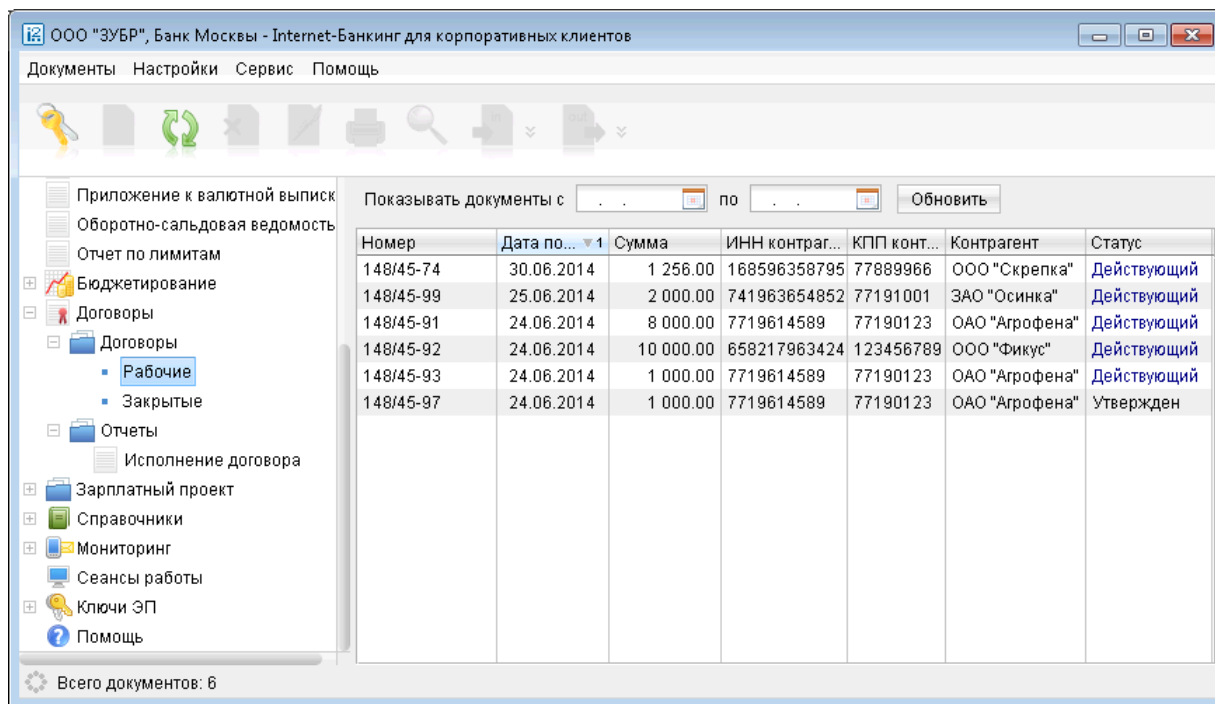 ООО "ЗУБР", Банк Москвы - Internet-Банкинг для корпоративных клиентов
Документы Настройки Сервис Помощь
in out
Приложение к валютной выписк
Оборотно-сальдовая ведомость
Отчет по лимитам
Бюджетирование
Договоры
Договоры
Рабочие
Закрытые
Отчеты
Исполнение договора
Зарплатный проект
Справочники
Мониторинг
Сеансы работы
Ключи ЭП
Помощь
Показывать документы с . . по . . Обновить
Номер Дата по... 1 Сумма ИНН контраг... КПП конт... Контрагент Статус
148/45-74 30.06.2014 1 256.00 168596358795 77889966 ООО "Скрепка" Действующий
148/45-99 25.06.2014 2 000.00 741963654852 77191001 ЗАО "Осинка" Действующий
148/45-91 24.06.2014 8 000.00 7719614589 77190123 ОАО "Агрофена" Действующий
148/45-92 24.06.2014 10 000.00 658217963424 123456789 ООО "Фикус" Действующий
148/45-93 24.06.2014 1 000.00 7719614589 77190123 ОАО "Агрофена" Действующий
148/45-97 24.06.2014 1 000.00 7719614589 77190123 ОАО "Агрофена" Утвержден
Всего документов: 6